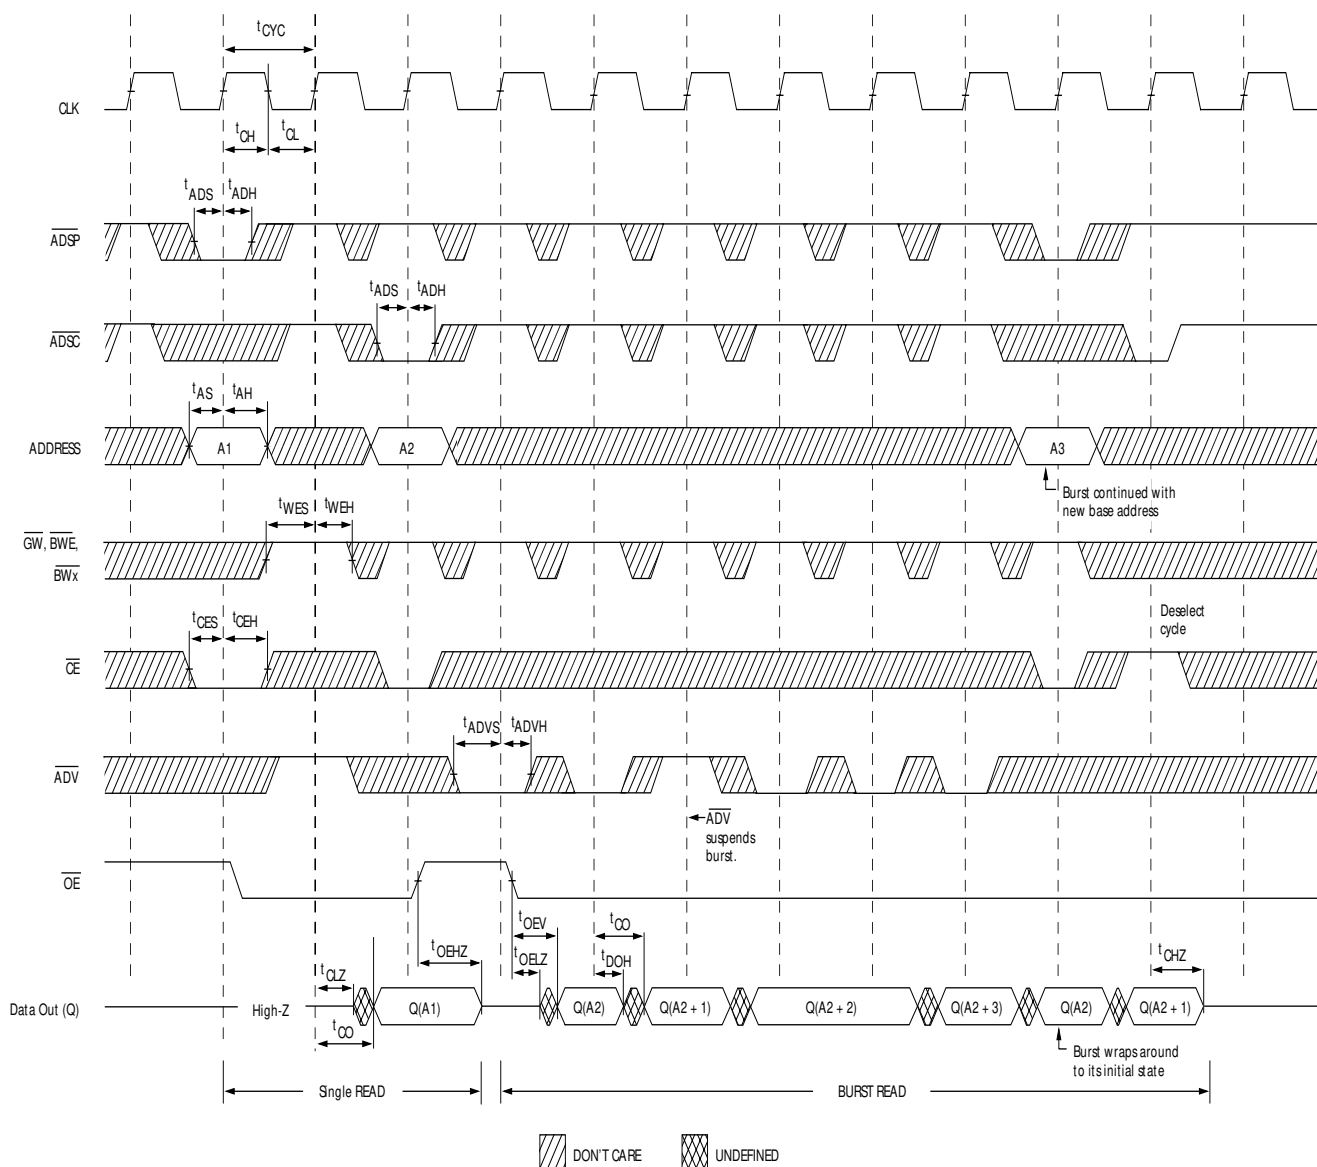 tCYC
CLK
tCH
tCL
tADS
tADH
ADSP
tADS
tADH
ADSC
tAS
tAH
ADDRESS
A1
A2
A3
Burst continued with
new base address
tWES
tWEH
GW, BWE,
BWx
tCES
tCEH
Deselect
cycle
CE
tADVS
tADVH
ADV
ADV
suspends
burst.
OE
tOEV
tCO
tOEHZ
tOELZ
tDOH
tCHZ
tCLZ
Data Out (Q)
High-Z
Q(A1)
Q(A2)
Q(A2 + 1)
Q(A2 + 2)
Q(A2 + 3)
Q(A2)
Q(A2 + 1)
tCO
Burst wraps around
to its initial state
Single READ
BURST READ
DON'T CARE
UNDEFINED